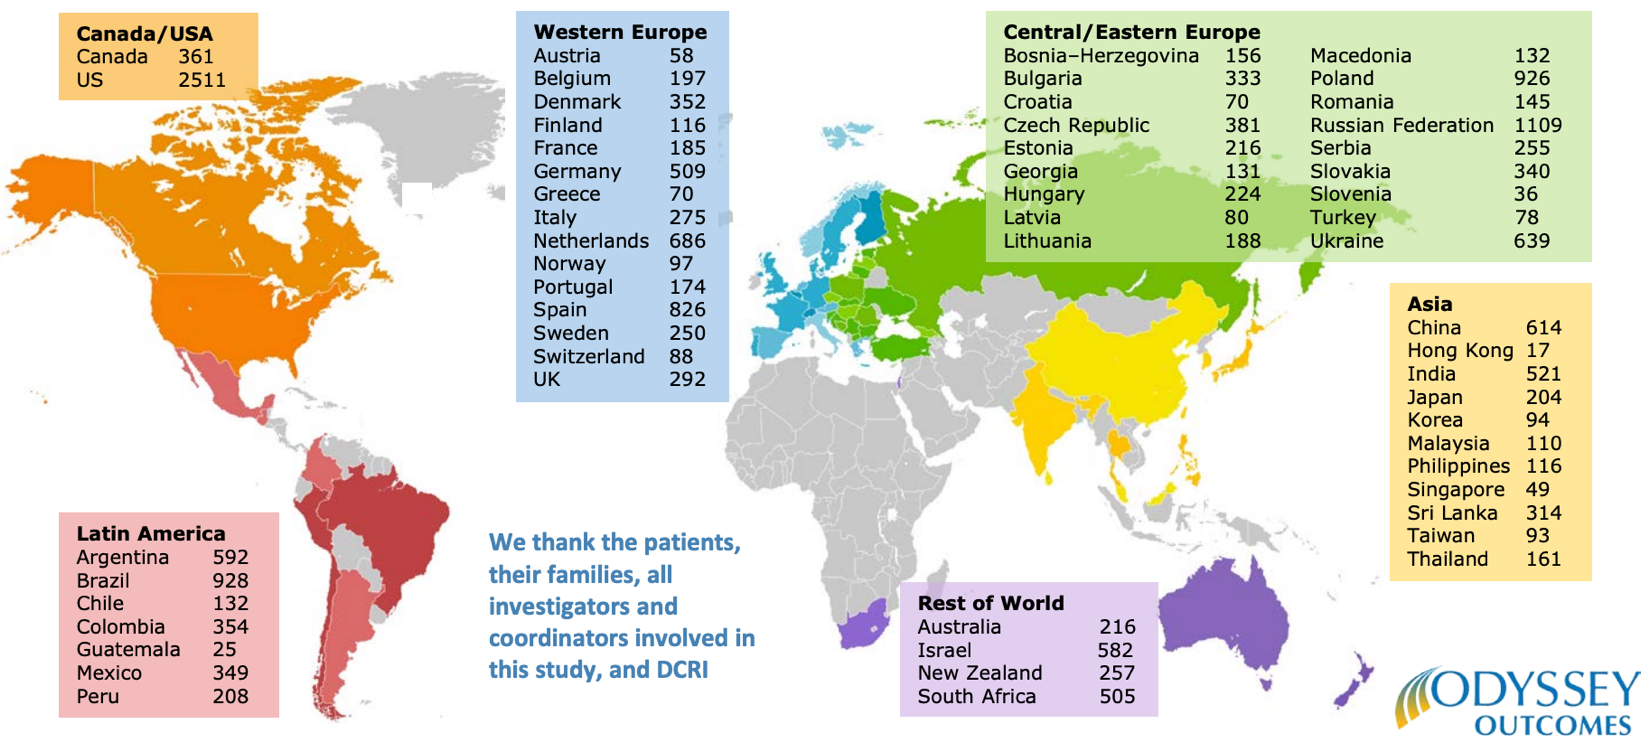 Canada/USA
Canada 361
US 2511
Western Europe
Austria 58
Belgium 197
Denmark 352
Finland 116
France 185
Germany 509
Greece 70
Italy 275
Netherlands 686
Norway 97
Portugal 174
Spain 826
Sweden 250
Switzerland 88
UK 292
Central/Eastern Europe
Bosnia–Herzegovina 156 Macedonia 132
Bulgaria 333 Poland 926
Croatia 70 Romania 145
Czech Republic 381 Russian Federation 1109
Estonia 216 Serbia 255
Georgia 131 Slovakia 340
Hungary 224 Slovenia 36
Latvia 80 Turkey 78
Lithuania 188 Ukraine 639
Asia
China 614
Hong Kong 17
India 521
Japan 204
Korea 94
Malaysia 110
Philippines 116
Singapore 49
Sri Lanka 314
Taiwan 93
Thailand 161
Latin America
Argentina 592
Brazil 928
Chile 132
Colombia 354
Guatemala 25
Mexico 349
Peru 208
We thank the patients,
their families, all
investigators and
coordinators involved in
this study, and DCRI
Rest of World
Australia 216
Israel 582
New Zealand 257
South Africa 505
ODYSSEY
OUTCOMES